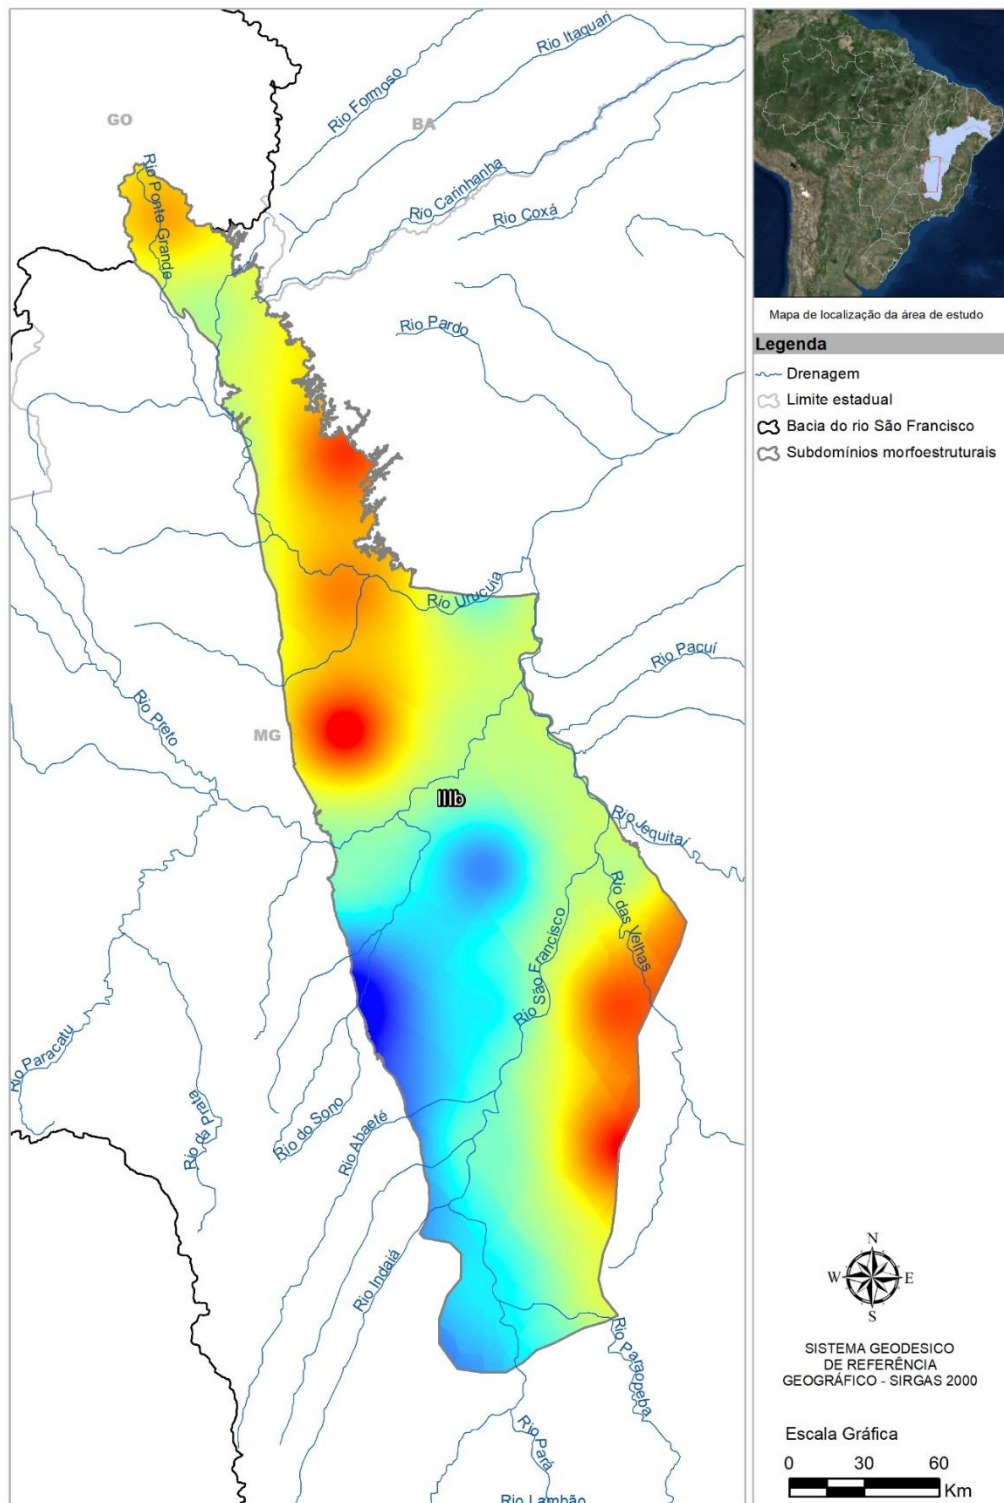 GO
BA
Rio Itaquari
Rio Formoso
Rio Carinhanha
Rio Coxá
Rio Ponte Grande
Rio Pardo
Rio Urucuia
Rio Pacuí
Rio Preto
MG
IIIb
Rio Jequitaí
Rio das Velhas
Rio São Francisco
Rio Paracatu
Rio da Prata
Rio do Sono
Rio Abaeté
Rio Indaiá
Rio Paraopeba
Rio Pará
Rio Lambão
Mapa de localização da área de estudo
Legenda
Drenagem
Limite estadual
Bacia do rio São Francisco
Subdomínios morfoestruturais
N
W E
S
SISTEMA GEODESICO
DE REFERÊNCIA
GEOGRÁFICO - SIRGAS 2000
Escala Gráfica
0 30 60
Km